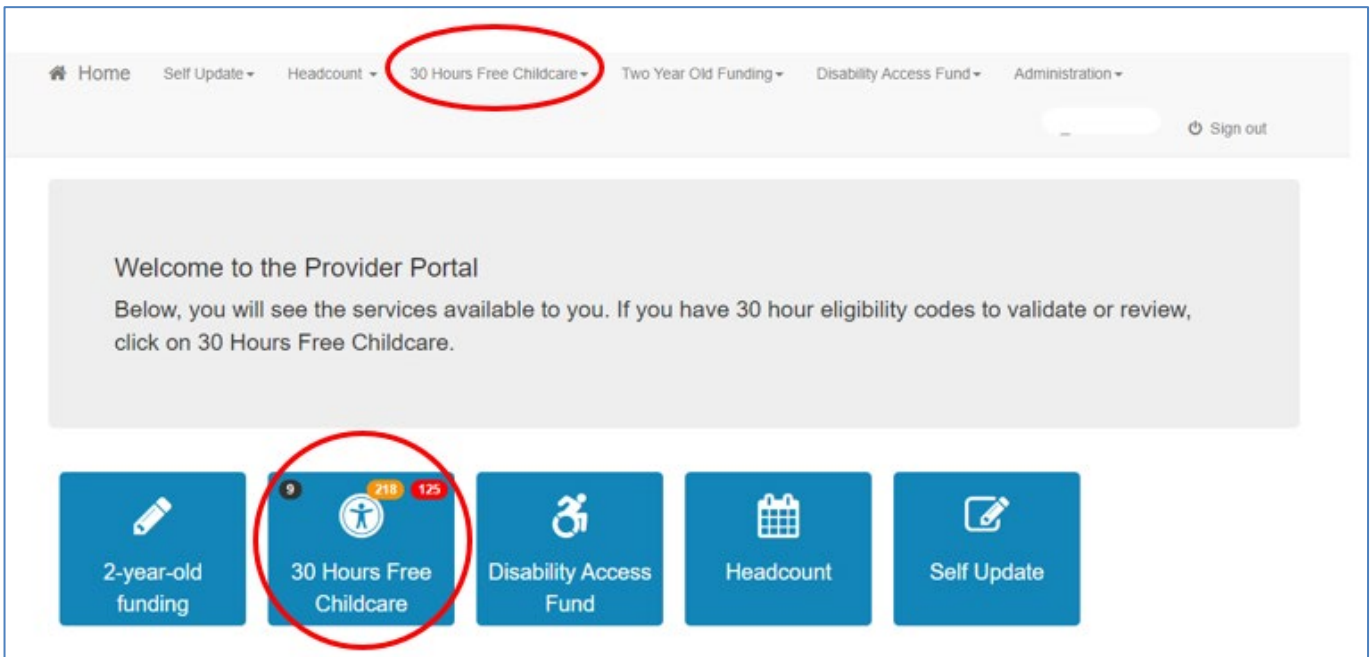 Home Self Update Headcount 30 Hours Free Childcare Two Year Old Funding Disability Access Fund Administration
Sign out
Welcome to the Provider Portal
Below, you will see the services available to you. If you have 30 hour eligibility codes to validate or review,
click on 30 Hours Free Childcare.
9 218 125
2-year-old
funding
30 Hours Free
Childcare
Disability Access
Fund
Headcount
Self Update